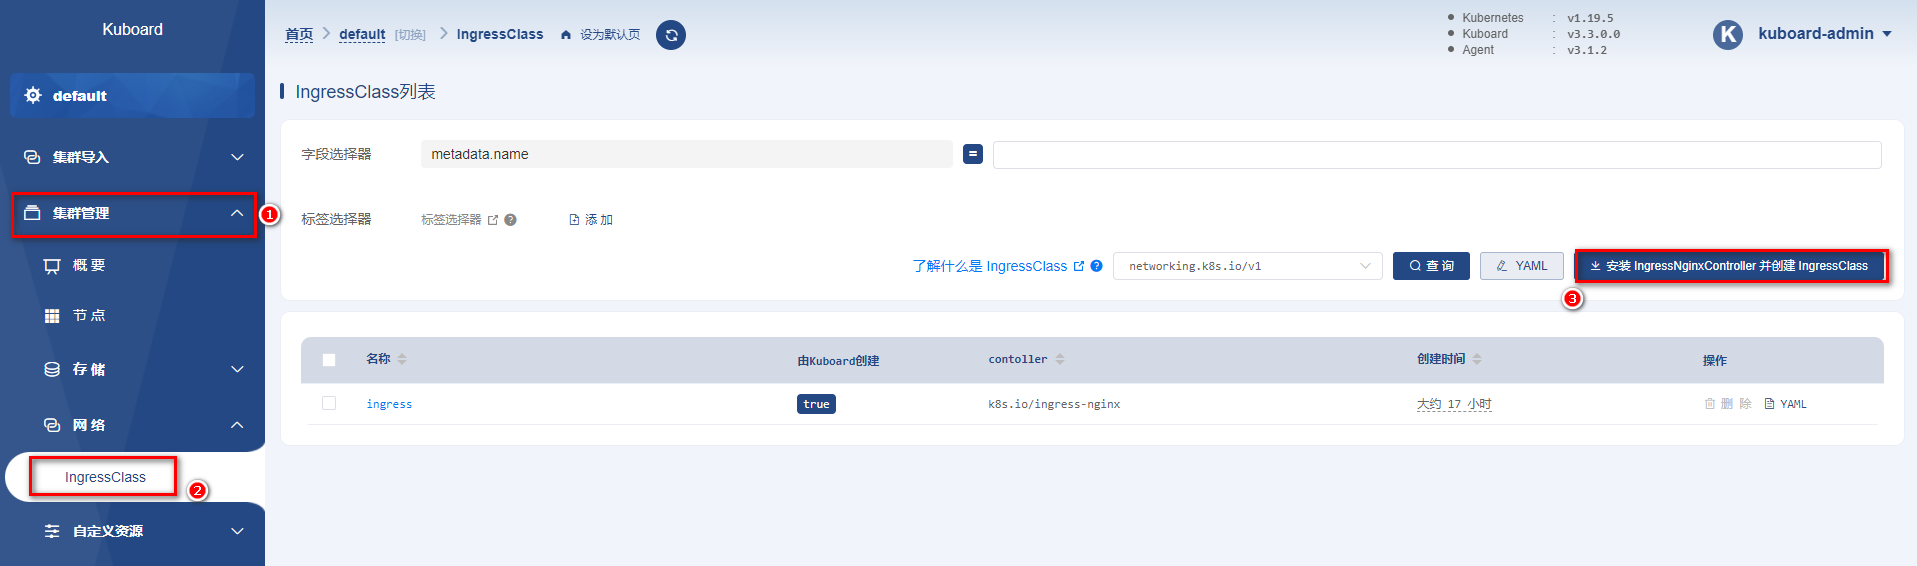 Kuboard
default
集群导入
集群管理
1
概 要
节 点
存 储
网 络
IngressClass
2
自定义资源
首页 > default [切换] > IngressClass 设为默认页
Kubernetes : v1.19.5
Kuboard : v3.3.0.0
Agent : v3.1.2
K kuboard-admin
IngressClass列表
字段选择器 metadata.name =
标签选择器 标签选择器 ? 添 加
了解什么是 IngressClass ? networking.k8s.io/v1 查 询 YAML 安装 IngressNginxController 并创建 IngressClass
3
名称 由Kuboard创建 contoller 创建时间 操作
ingress true k8s.io/ingress-nginx 大约 17 小时 删 除 YAML